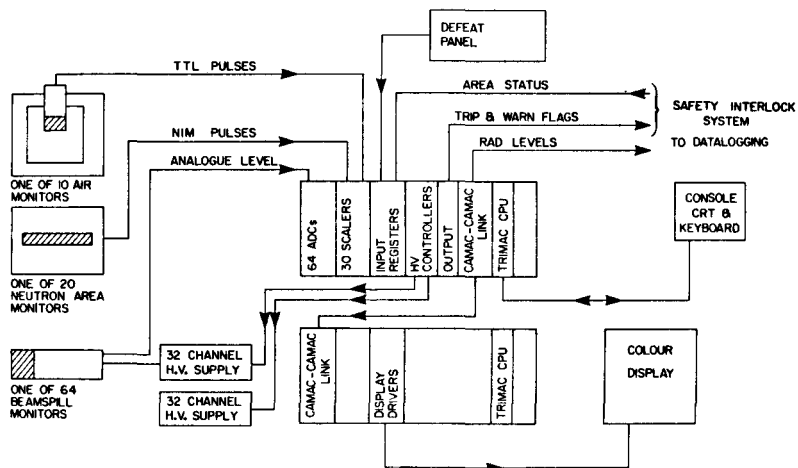 DEFEAT
PANEL
TTL PULSES
AREA STATUS
TRIP & WARN FLAGS
SAFETY INTERLOCK
SYSTEM
NIM PULSES
RAD LEVELS
TO DATALOGGING
ANALOGUE LEVEL
ONE OF 10 AIR
MONITORS
64 ADCs
30 SCALERS
INPUT
REGISTERS
HV
CONTROLLERS
OUTPUT
CAMAC-CAMAC
LINK
TRIMAC CPU
CONSOLE
CRT &
KEYBOARD
ONE OF 20
NEUTRON AREA
MONITORS
32 CHANNEL
H.V. SUPPLY
ONE OF 64
BEAMSPILL
MONITORS
32 CHANNEL
H.V. SUPPLY
CAMAC-CAMAC
LINK
DISPLAY
DRIVERS
TRIMAC CPU
COLOUR
DISPLAY